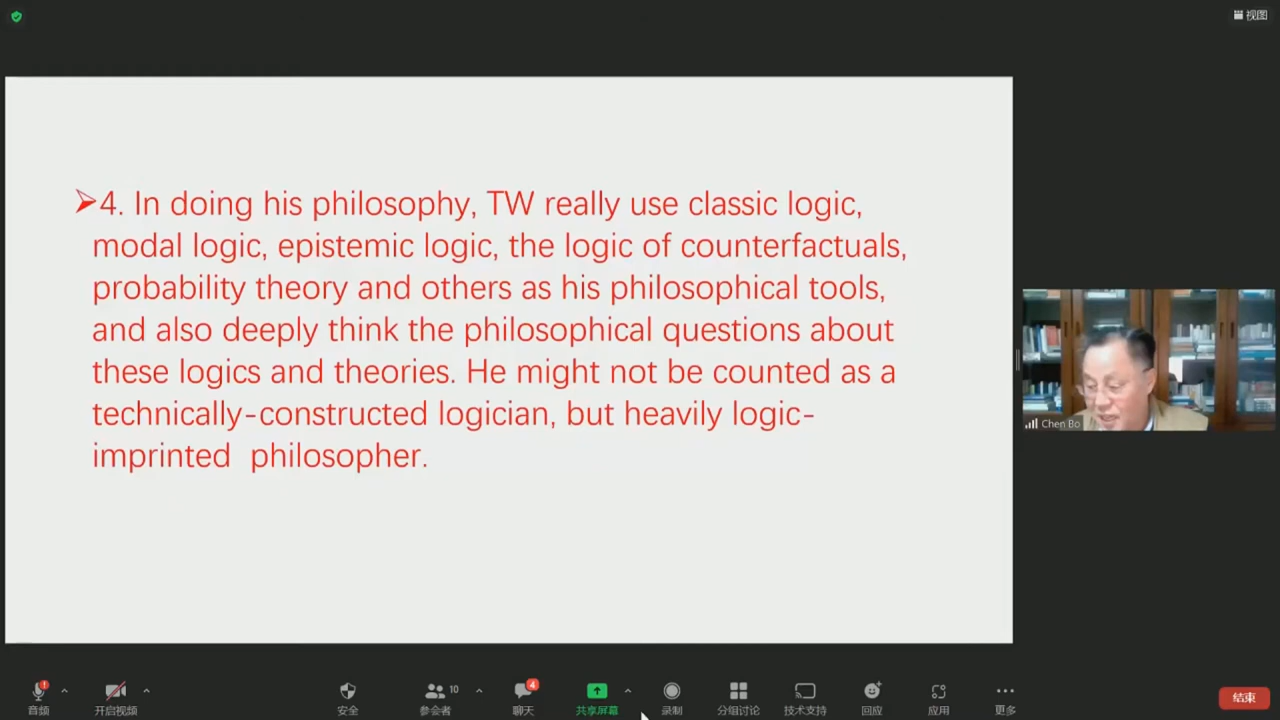 视图
➢4. In doing his philosophy, TW really use classic logic,
modal logic, epistemic logic, the logic of counterfactuals,
probability theory and others as his philosophical tools,
and also deeply think the philosophical questions about
these logics and theories. He might not be counted as a
technically-constructed logician, but heavily logic-
imprinted  philosopher.
Chen Bo
10
4
音频
开启视频
安全
参会者
聊天
共享屏幕
录制
分组讨论
技术支持
回应
应用
更多
结束